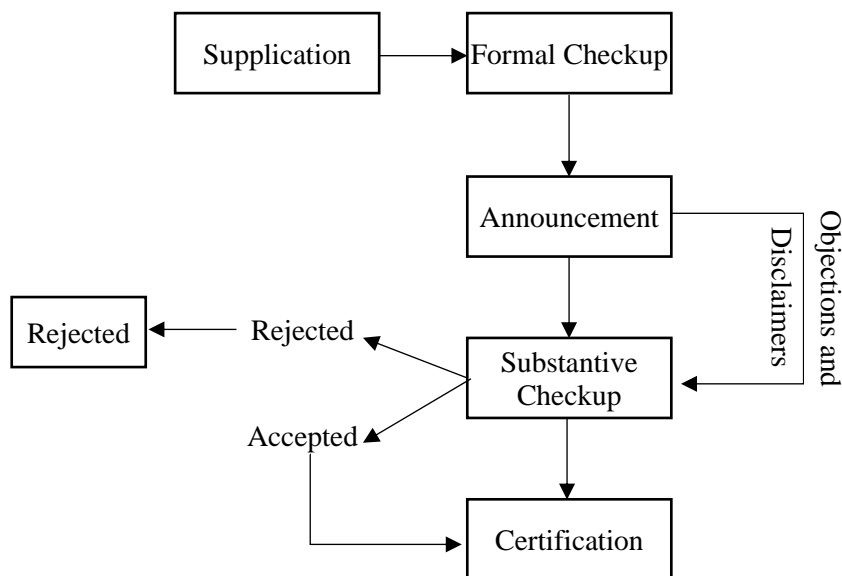 Supplication
Formal Checkup
Announcement
Objections and
Disclaimers
Rejected
Rejected
Substantive
Checkup
Accepted
Certification